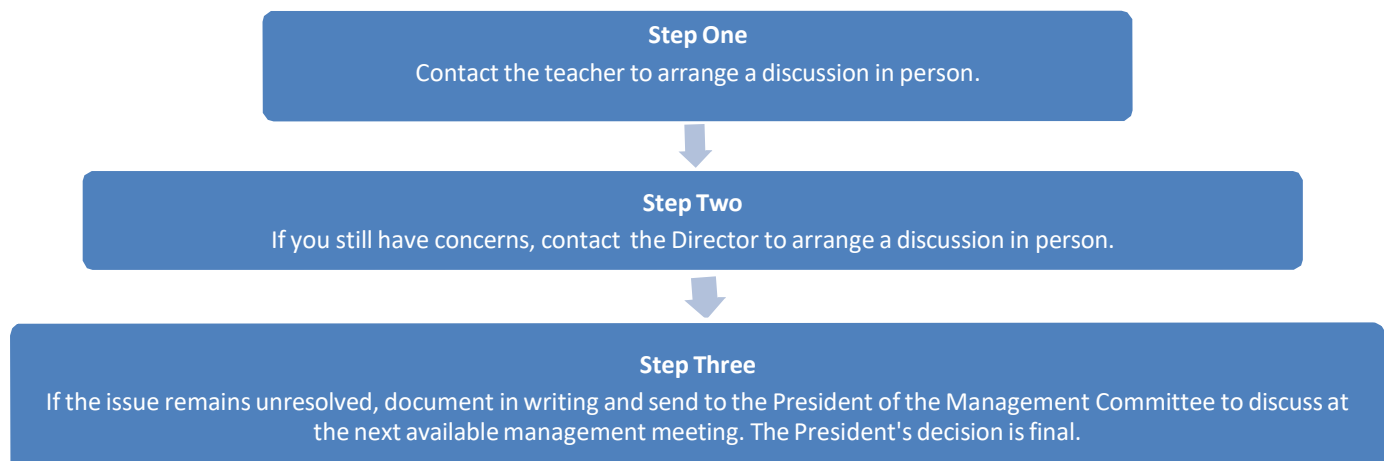 Step One
Contact the teacher to arrange a discussion in person.
Step Two
If you still have concerns, contact the Director to arrange a discussion in person.
Step Three
If the issue remains unresolved, document in writing and send to the President of the Management Committee to discuss at
the next available management meeting. The President's decision is final.